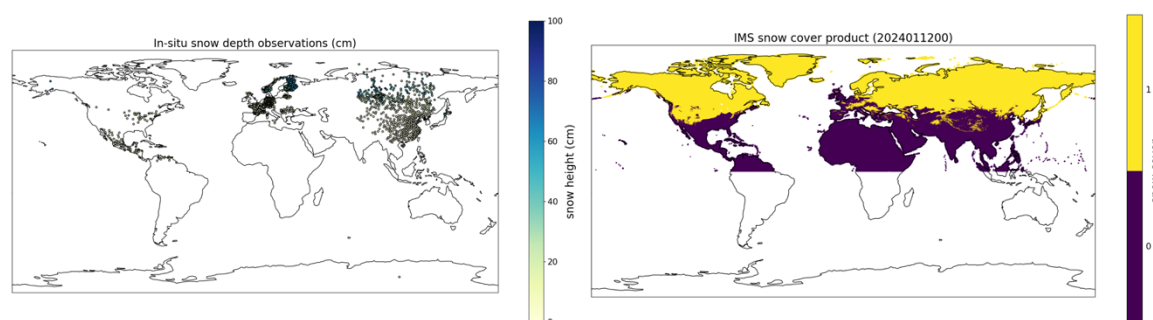 In-situ snow depth observations (cm)
100
80
60
40
20
snow height (cm)
IMS snow cover product (2024011200)
1
0